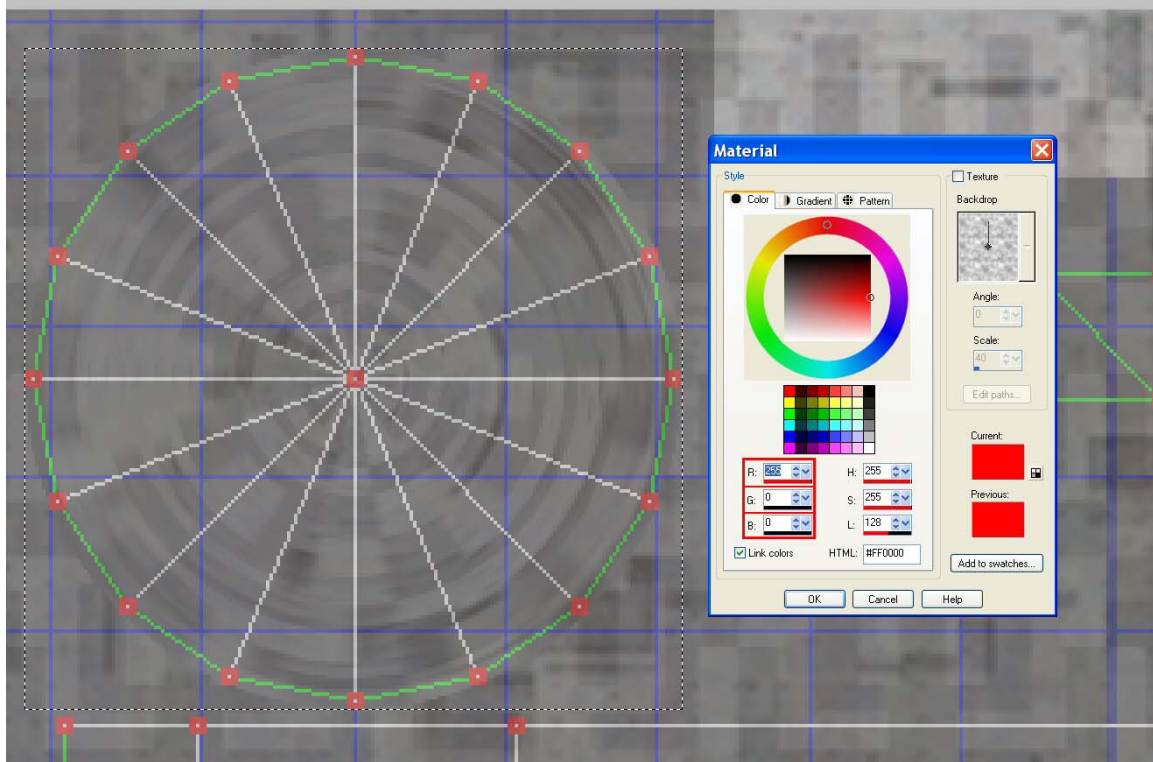 Material
Style
Color Gradient Pattern
Texture
Backdrop
Angle:
0
Scale:
40
Edit paths...
R: 255 H: 255
G: 0 S: 255
B: 0 L: 128
Link colors HTML: #FF0000
Current:
Previous:
Add to swatches...
OK Cancel Help